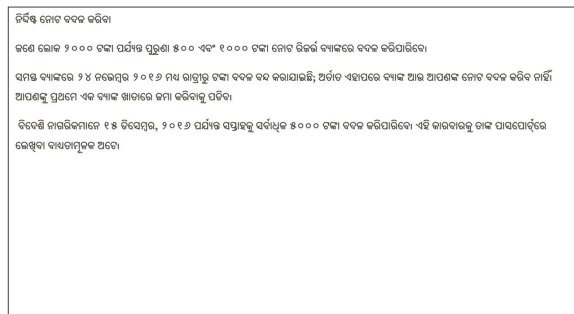 ନିର୍ଦ୍ଦିଷ୍ଟ ନୋଟ ବଦଳ କରିବା
ଜଣେ ଲୋକ ୨୦୦୦ ଟଙ୍କା ପର୍ଯ୍ୟନ୍ତ ପୁରୁଣା ୫୦୦ ଏବଂ ୧୦୦୦ ଟଙ୍କା ନୋଟ ରିଜର୍ଭ ବ୍ୟାଙ୍କରେ ବଦଳ କରିପାରିବେ।
ସମସ୍ତ ବ୍ୟାଙ୍କରେ ୨୪ ନଭେମ୍ବର ୨୦୧୬ ମଧ୍ୟ ରାତ୍ରୀରୁ ଟଙ୍କା ବଦଳ ବନ୍ଦ କରାଯାଇଛି; ଅର୍ତାତ ଏହାପରେ ବ୍ୟାଙ୍କ ଆଉ ଆପଣଙ୍କ ନୋଟ ବଦଳ କରିବ ନାହିଁ।
ଆପଣଙ୍କୁ ପ୍ରଥମେ ଏକ ବ୍ୟାଙ୍କ ଖାତାରେ ଜମା କରିବାକୁ ପଡିବ।
ବିଦେଶି ନାଗରିକମାନେ ୧୫ ଡିସେମ୍ବର, ୨୦୧୬ ପର୍ଯ୍ୟନ୍ତ ସପ୍ତାହକୁ ସର୍ବାଧିକ ୫୦୦୦ ଟଙ୍କା ବଦଳ କରିପାରିବେ। ଏହି କାରବାରକୁ ତାଙ୍କ ପାସପୋର୍ଟ୍‌ରେ
ଲେଖିବା ବାଧ୍ୟତାମୂଳକ ଅଟେ।